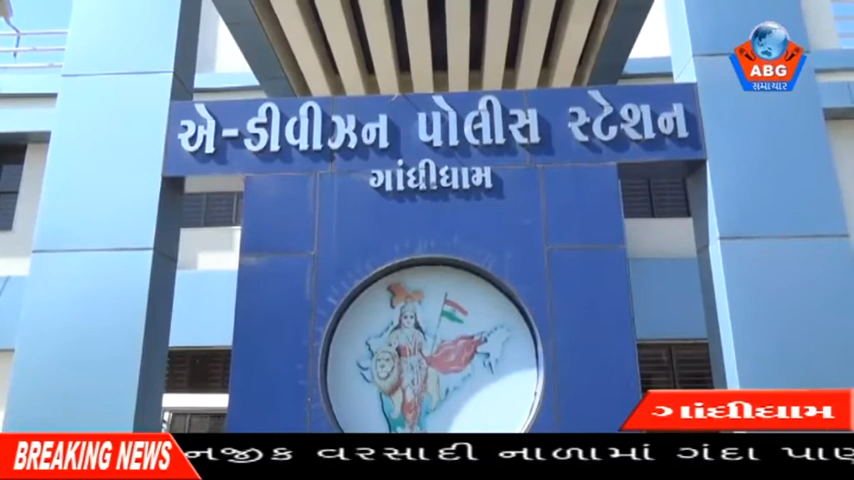 ABG
સમાચાર
એ-ડીવીઝન પોલીસ સ્ટેશન
ગાંધીધામ
ગાંધીધામ
BREAKING NEWS
નજીક વરસાદી નાળામાં ગંદા